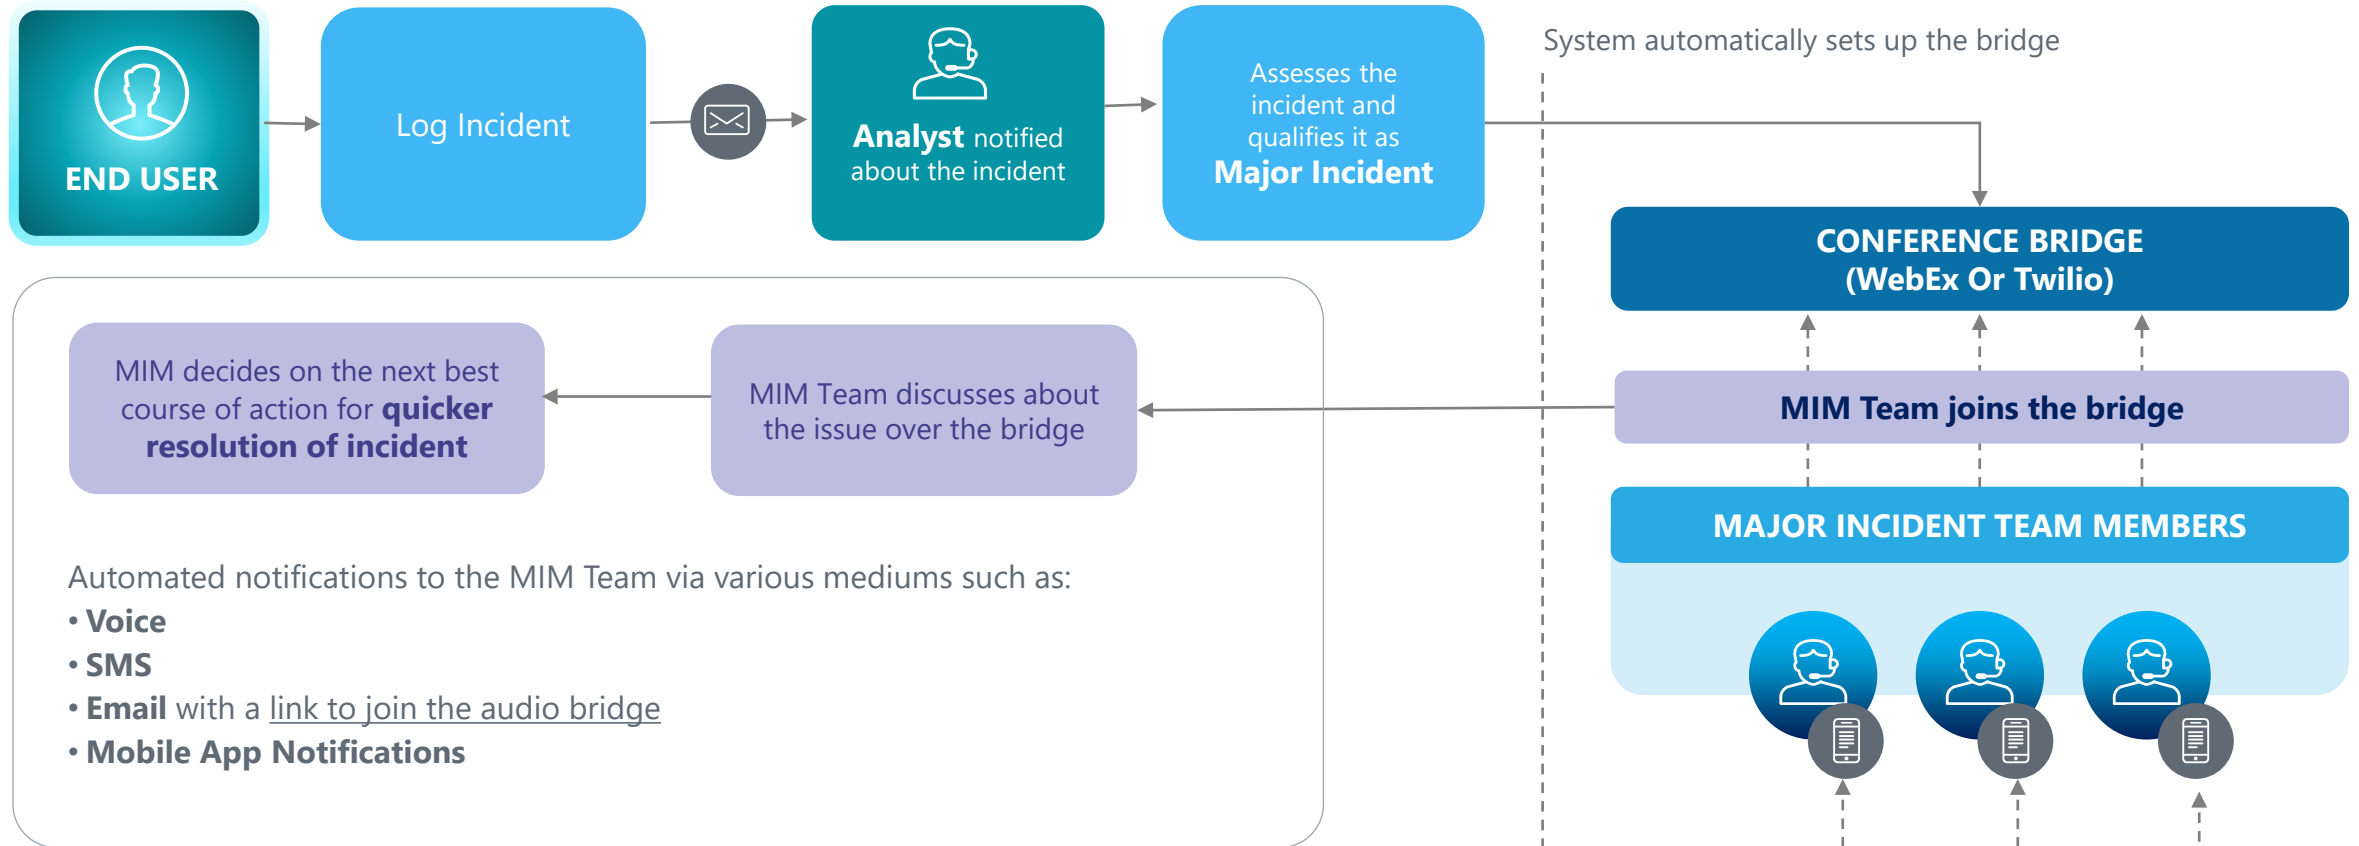 END USER
Log Incident
Analyst notified
about the incident
Assesses the
incident and
qualifies it as
Major Incident
System automatically sets up the bridge
CONFERENCE BRIDGE
(WebEx Or Twilio)
MIM Team joins the bridge
MAJOR INCIDENT TEAM MEMBERS
MIM Team discusses about
the issue over the bridge
MIM decides on the next best
course of action for quicker
resolution of incident
Automated notifications to the MIM Team via various mediums such as:
• Voice
• SMS
• Email with a link to join the audio bridge
• Mobile App Notifications